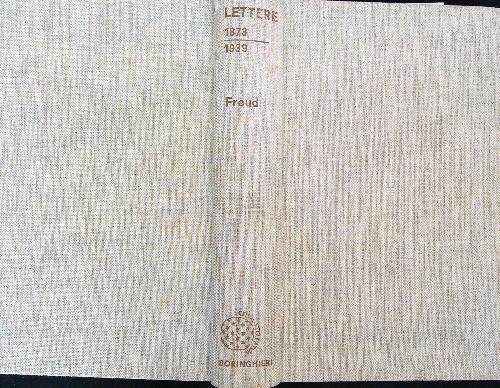 LETTERE
1873
1939
Freud
BORINGHIERI